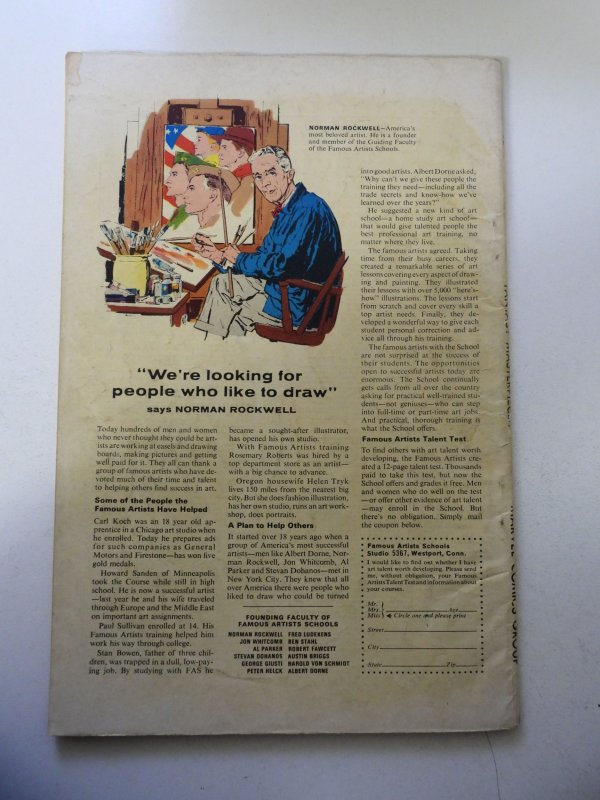 NORMAN ROCKWELL—America's
most beloved artist. He is a founder
and member of the Guiding Faculty
of the Famous Artists Schools.
"We're looking for
people who like to draw"
says NORMAN ROCKWELL
Today hundreds of men and women
who never thought they could be art-
ists are working at easels and drawing
boards, making pictures and getting
well paid for it. They all can thank a
group of famous artists who have de-
voted much of their time and talent
to helping others find success in art.
Some of the People the
Famous Artists Have Helped
Carl Koch was an 18 year old ap-
prentice in a Chicago art studio when
he enrolled. Today he prepares ads
for such companies as General
Motors and Firestone—has won five
gold medals.
Howard Sanden of Minneapolis
took the Course while still in high
school. He is now a successful artist
—last year he and his wife traveled
through Europe and the Middle East
on important art assignments.
Paul Sullivan enrolled at 14. His
Famous Artists training helped him
work his way through college.
Stan Bowen, father of three chil-
dren, was trapped in a dull, low-pay-
ing job. By studying with FAS he
became a sought-after illustrator,
has opened his own studio.
With Famous Artists training
Rosemary Roberts was hired by a
top department store as an artist—
with a big chance to advance.
Oregon housewife Helen Tryk
lives 150 miles from the nearest big
city. But she does fashion illustration,
has her own studio, runs an art work-
shop, does portraits.
A Plan to Help Others
It started over 18 years ago when a
group of America's most successful
artists—men like Albert Dorne, Nor-
man Rockwell, Jon Whitcomb, Al
Parker and Stevan Dohanos—met in
New York City. They knew that all
over America there were people who
liked to draw who could be turned
FOUNDING FACULTY OF
FAMOUS ARTISTS SCHOOLS
NORMAN ROCKWELL FRED LUDEKENS
JON WHITCOMB BEN STAHL
AL PARKER ROBERT FAWCETT
STEVAN DOHANOS AUSTIN BRIGGS
GEORGE GIUSTI HAROLD VON SCHMIDT
PETER HELCK ALBERT DORNE
into good artists. Albert Dorne asked,
"Why can't we give these people the
training they need—including all the
trade secrets and know-how we've
learned over the years?"
He suggested a new kind of art
school—a home study art school—
that would give talented people the
best professional art training, no
matter where they live.
The famous artists agreed. Taking
time from their busy careers, they
created a remarkable series of art
lessons covering every aspect of draw-
ing and painting. They illustrated
their lessons with over 5,000 "here's-
how" illustrations. The lessons start
from scratch and cover every skill a
top artist needs. Finally, they de-
veloped a wonderful way to give each
student personal correction and ad-
vice all through his training.
The famous artists with the School
are not surprised at the success of
their students. The opportunities
open to successful artists today are
enormous. The School continually
gets calls from all over the country
asking for practical well-trained stu-
dents—not geniuses—who can step
into full-time or part-time art jobs.
And practical, thorough training is
what the School offers.
Famous Artists Talent Test
To find others with art talent worth
developing, the Famous Artists cre-
ated a 12-page talent test. Thousands
paid to take this test, but now the
School offers and grades it free. Men
and women who do well on the test
—or offer other evidence of art talent
—may enroll in the School. But
there's no obligation. Simply mail
the coupon below.
Famous Artists Schools
Studio 5367, Westport, Conn.
I would like to find out whether I have
art talent worth developing. Please send
me, without obligation, your Famous
Artists Talent Test and information about
your courses.
Mr.
Mrs. Age
Miss Circle one and please print
Street
City
State Zip
COMICS GROUP